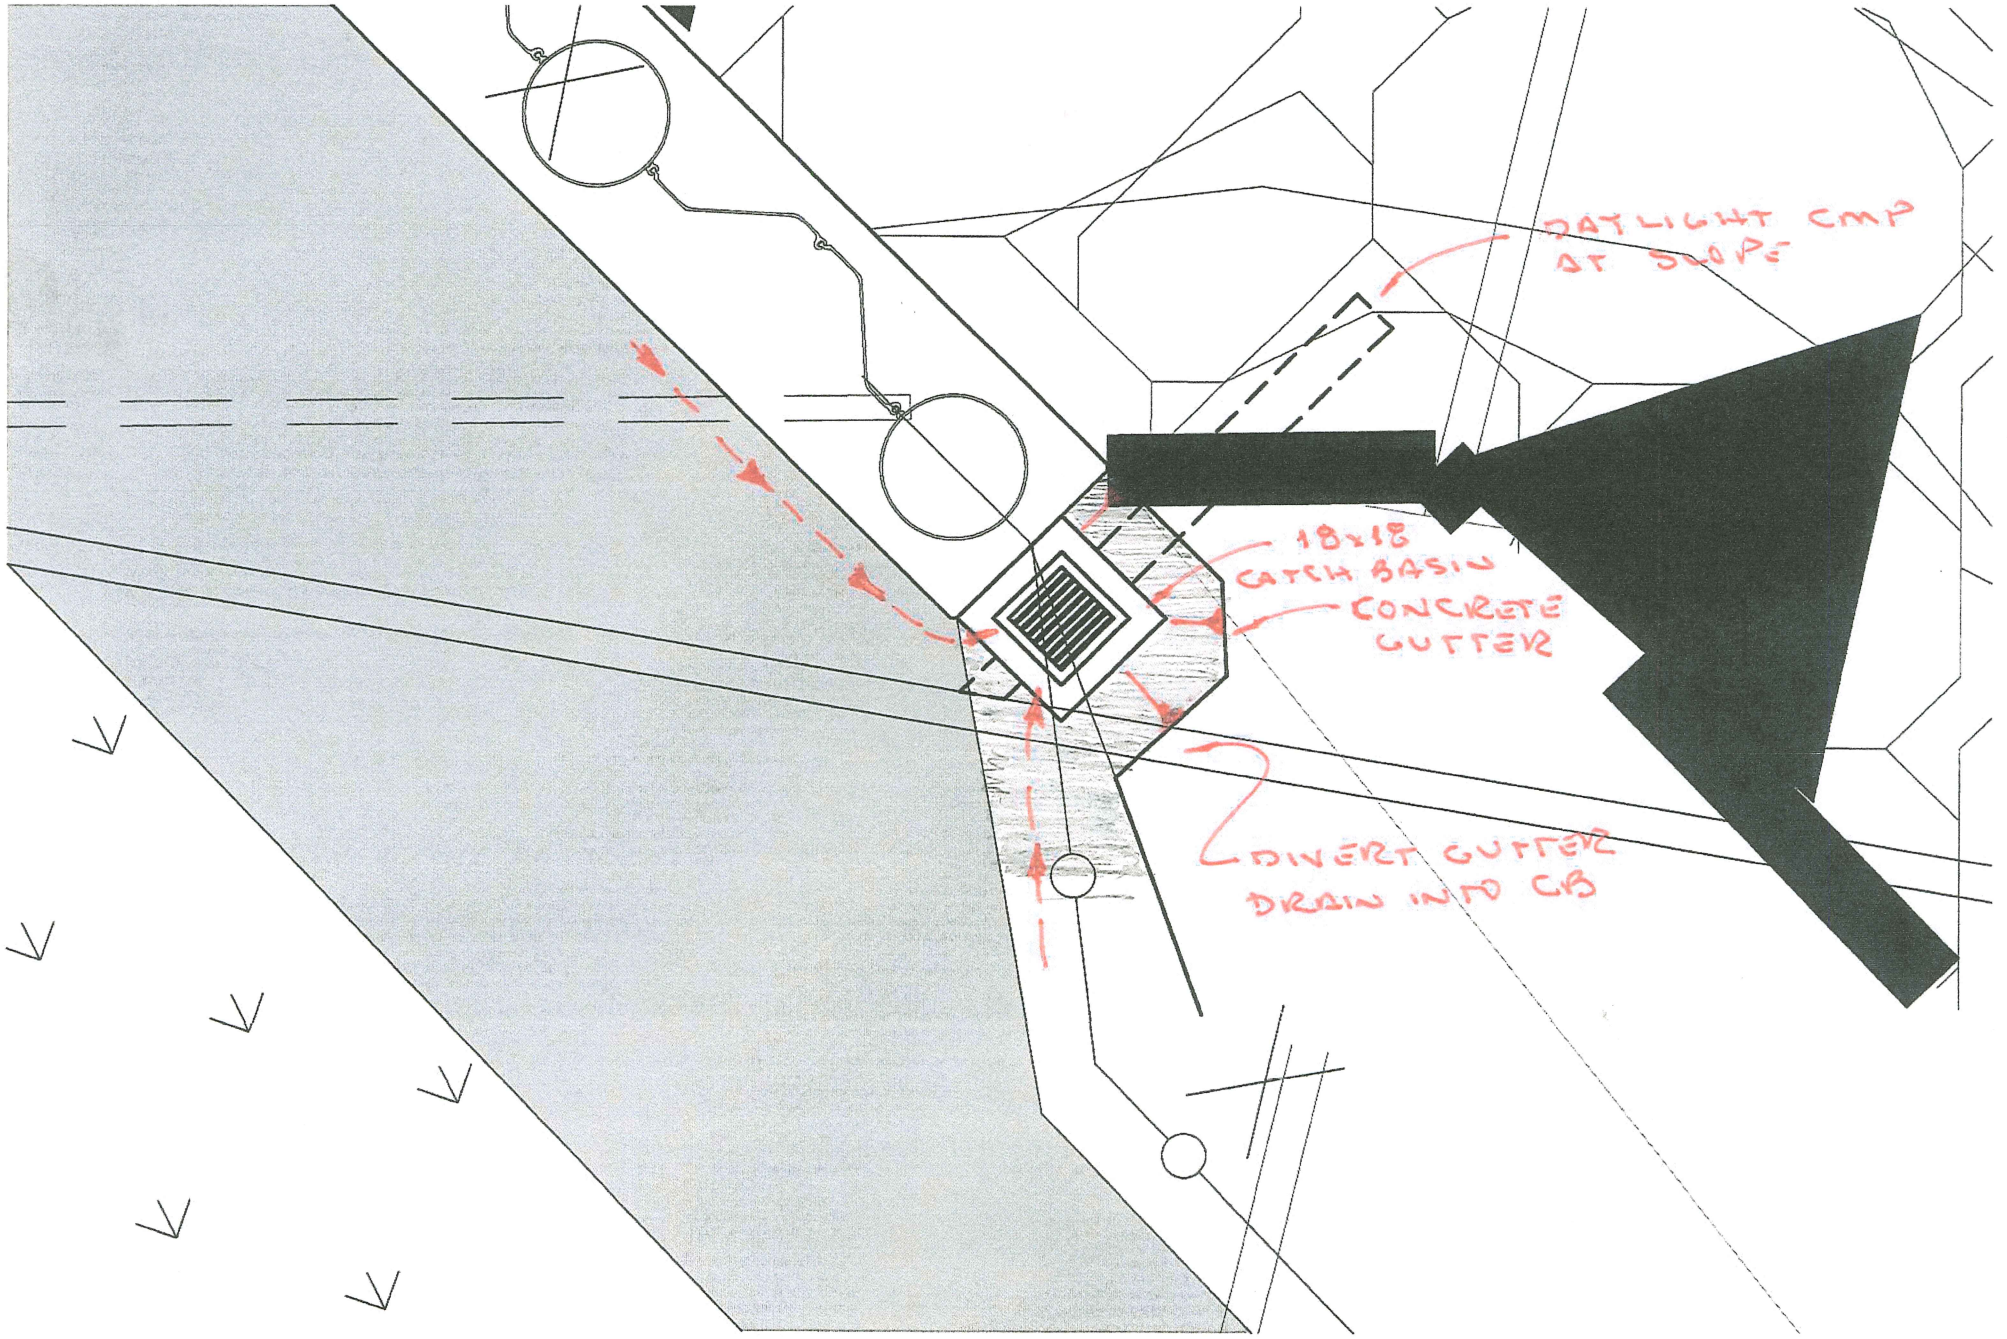 DAYLIGHT CMP
AT SLOPE
18x18
CATCH BASIN
CONCRETE
GUTTER
DIVERT GUTTER
DRAIN INTO CB